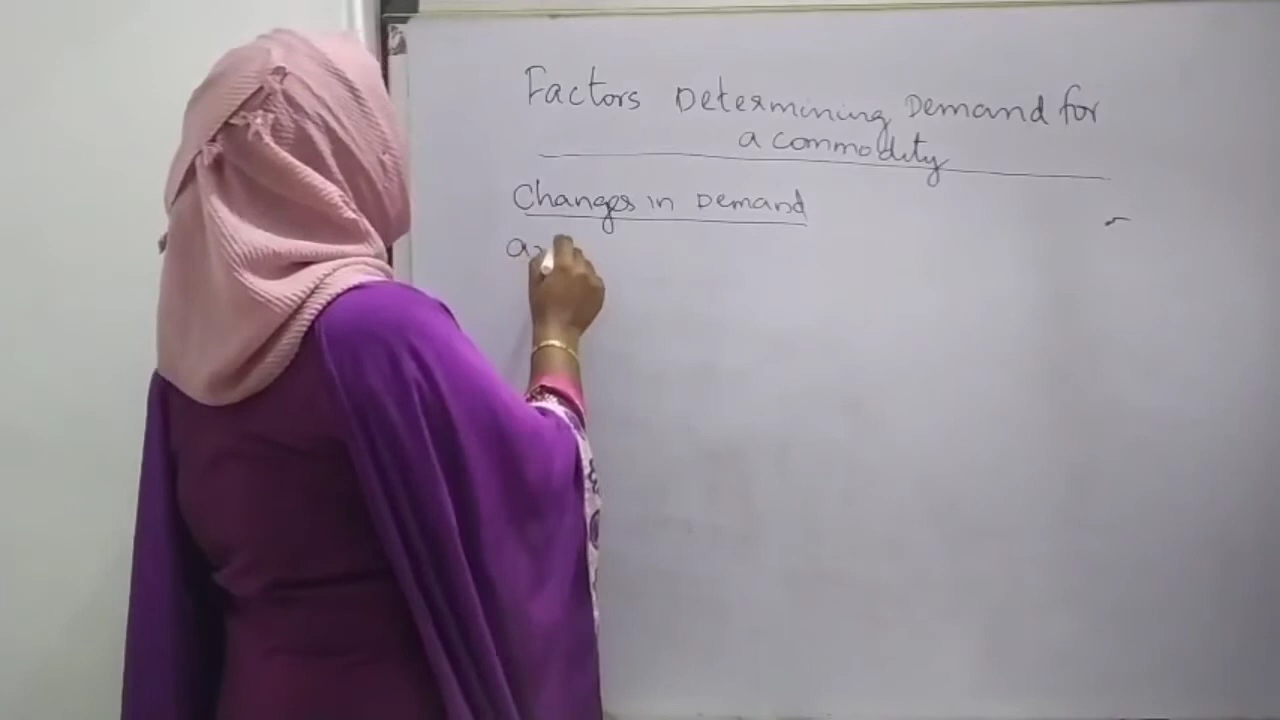 Factors Determining Demand for
a commodity
Changes in Demand
a